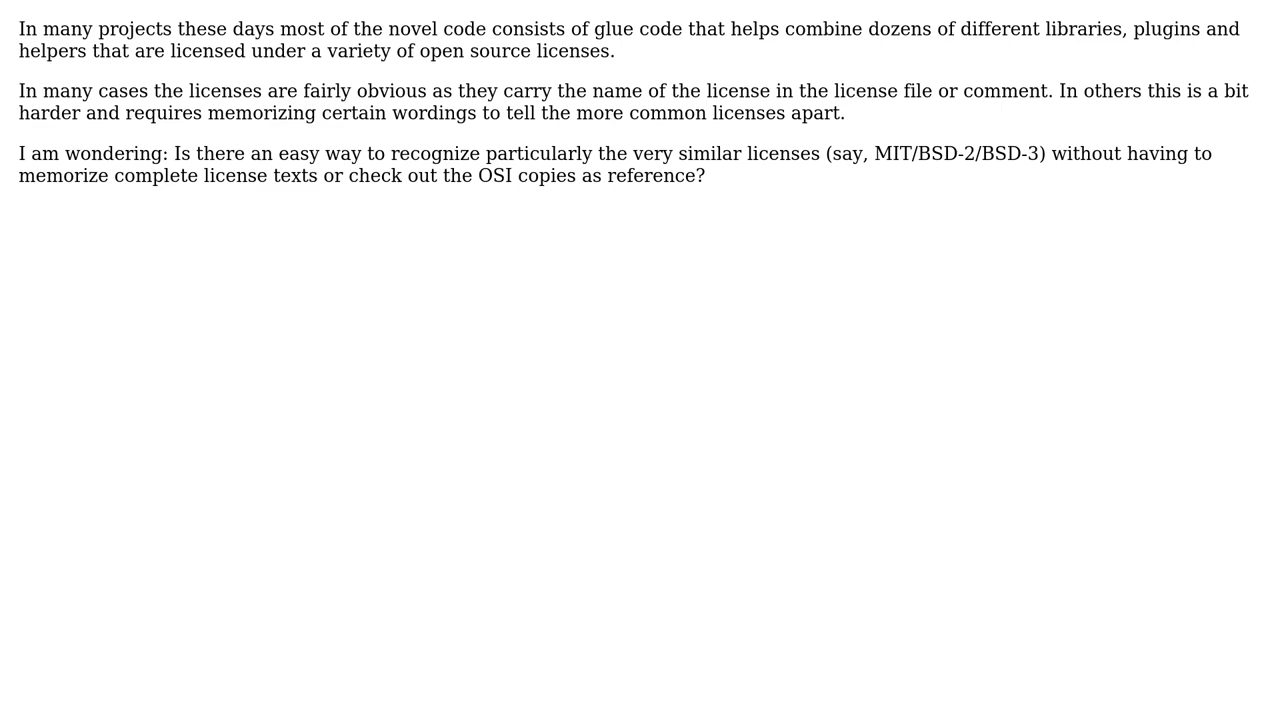 In many projects these days most of the novel code consists of glue code that helps combine dozens of different libraries, plugins and
helpers that are licensed under a variety of open source licenses.
In many cases the licenses are fairly obvious as they carry the name of the license in the license file or comment. In others this is a bit
harder and requires memorizing certain wordings to tell the more common licenses apart.
I am wondering: Is there an easy way to recognize particularly the very similar licenses (say, MIT/BSD-2/BSD-3) without having to
memorize complete license texts or check out the OSI copies as reference?